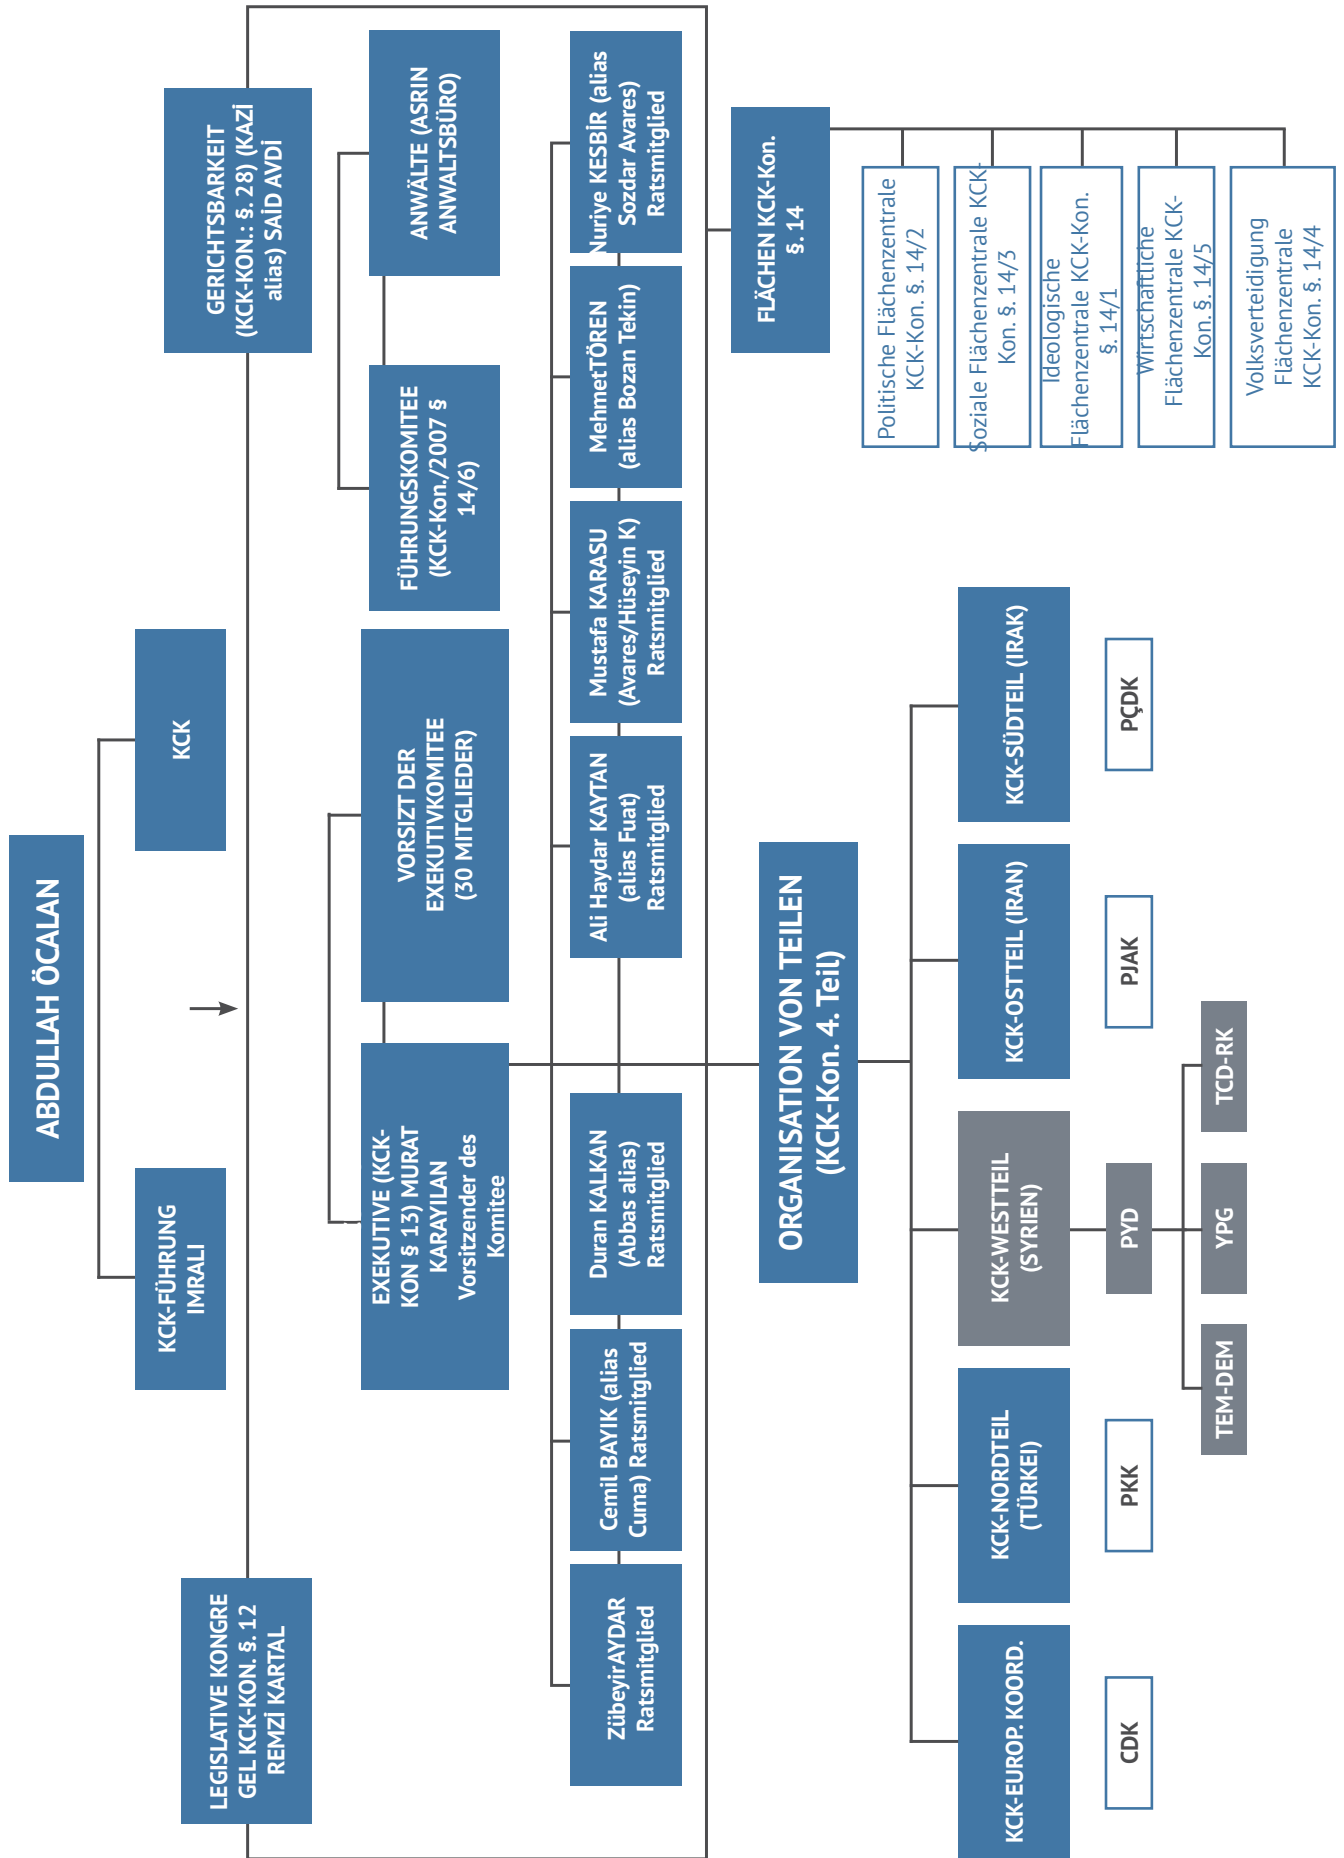 ABDULLAH ÖCALAN
KCK-FÜHRUNG
IMRALI
KCK
LEGISLATIVE KONGRE
GEL KCK-KON. §. 12
REMZİ KARTAL
GERICHTSBARKEIT
(KCK-KON.: §. 28) (KAZİ
alias) SAİD AVDİ
EXEKUTIVE (KCK-
KON § 13) MURAT
KARAYILAN
Vorsitzender des
Komitee
VORSIZT DER
EXEKUTIVKOMITEE
(30 MITGLIEDER)
FÜHRUNGSKOMITEE
(KCK-Kon./2007 §
14/6)
ANWÄLTE (ASRIN
ANWALTSBÜRO)
ZübeyirAYDAR
Ratsmitglied
Cemil BAYIK (alias
Cuma) Ratsmitglied
Duran KALKAN
(Abbas alias)
Ratsmitglied
Ali Haydar KAYTAN
(alias Fuat)
Ratsmitglied
Mustafa KARASU
(Avares/Hüseyin K)
Ratsmitglied
MehmetTÖREN
(alias Bozan Tekin)
Nuriye KESBİR (alias
Sozdar Avares)
Ratsmitglied
ORGANISATION VON TEILEN
(KCK-Kon. 4. Teil)
FLÄCHEN KCK-Kon.
§. 14
Politische Flächenzentrale
KCK-Kon. §. 14/2
Soziale Flächenzentrale KCK-
Kon. §. 14/3
Ideologische
Flächenzentrale KCK-Kon.
§. 14/1
Wirtschaftliche
Flächenzentrale KCK-
Kon. §. 14/5
Volksverteidigung
Flächenzentrale
KCK-Kon. §. 14/4
KCK-EUROP. KOORD.
KCK-NORDTEIL
(TÜRKEI)
KCK-WESTTEIL
(SYRIEN)
KCK-OSTTEIL (IRAN)
KCK-SÜDTEIL (IRAK)
CDK
PKK
PYD
PJAK
PÇDK
TEM-DEM
YPG
TCD-RK